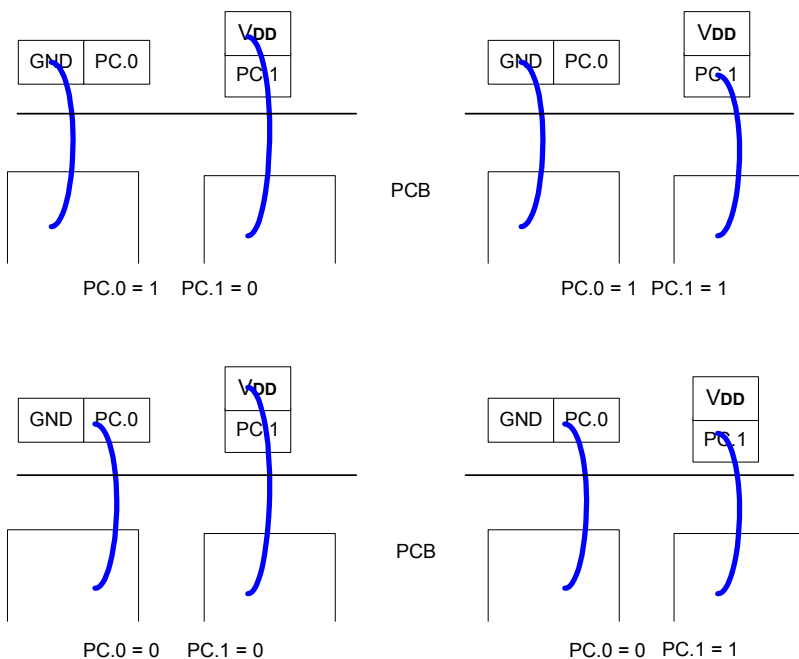 VDD VDD
GND PC.0 PC.1 GND PC.0 PC.1
PCB
PC.0 = 1 PC.1 = 0 PC.0 = 1 PC.1 = 1
VDD VDD
GND PC.0 PC.1 GND PC.0 PC.1
PCB
PC.0 = 0 PC.1 = 0 PC.0 = 0 PC.1 = 1